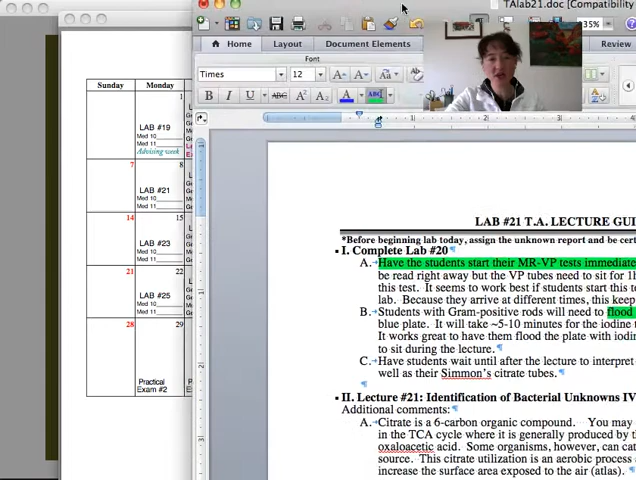 TAlab21.doc [Compatibility
35%
Home
Layout
Document Elements
Review
Font
Times
12
A
A
Aa
B
I
U
ABC
A2
A2
A
ABC
Sunday
Monday
1
LAB #19
Med 10
Med 11
Advising week
7
8
LAB #21
Med 10
Med 11
14
15
LAB #23
Med 10
Med 11
21
22
LAB #25
Med 10
Med 11
28
29
Practical
Exam #2
LAB #21 T.A. LECTURE GUI
*Before beginning lab today, assign the unknown report and be cert
I. Complete Lab #20
A. Have the students start their MR-VP tests immediate
be read right away but the VP tubes need to sit for 1h
this test. It seems to work best if students start this t
lab. Because they arrive at different times, this keep
B. Students with Gram-positive rods will need to flood
blue plate. It will take ~5-10 minutes for the iodine t
It works great to have them flood the plate with iodin
to sit during the lecture.
C. Have students wait until after the lecture to interpret
well as their Simmon's citrate tubes.
II. Lecture #21: Identification of Bacterial Unknowns IV
Additional comments:
A. Citrate is a 6-carbon organic compound. You may
in the TCA cycle where it is generally produced by t
oxaloacetic acid. Some organisms, however, can cat
source. This citrate utilization is an aerobic process a
increase the surface area exposed to the air (atlas).